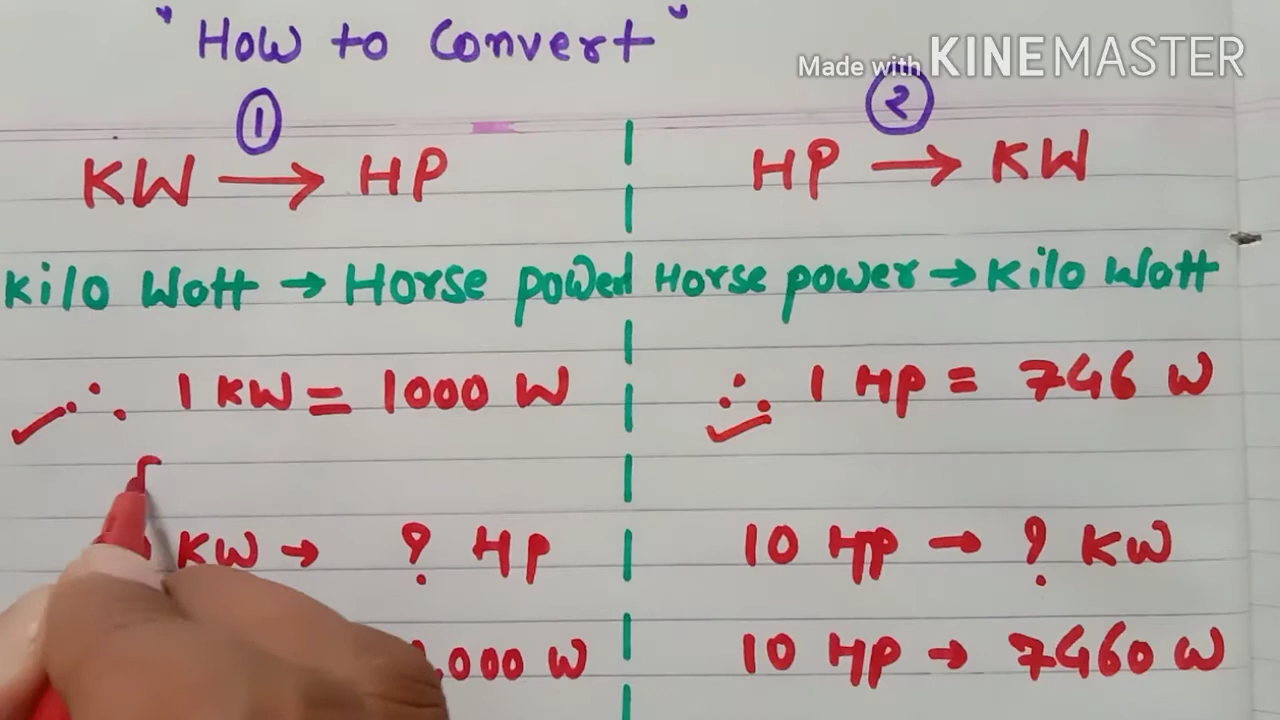 "How to Convert"
Made with KINEMASTER
1
KW → HP
Kilo Watt → Horse power
∴ 1 KW = 1000 W
KW → ? HP
000 W
2
HP → KW
Horse power → Kilo Watt
∴ 1 HP = 746 W
10 HP → ? KW
10 HP → 7460 W